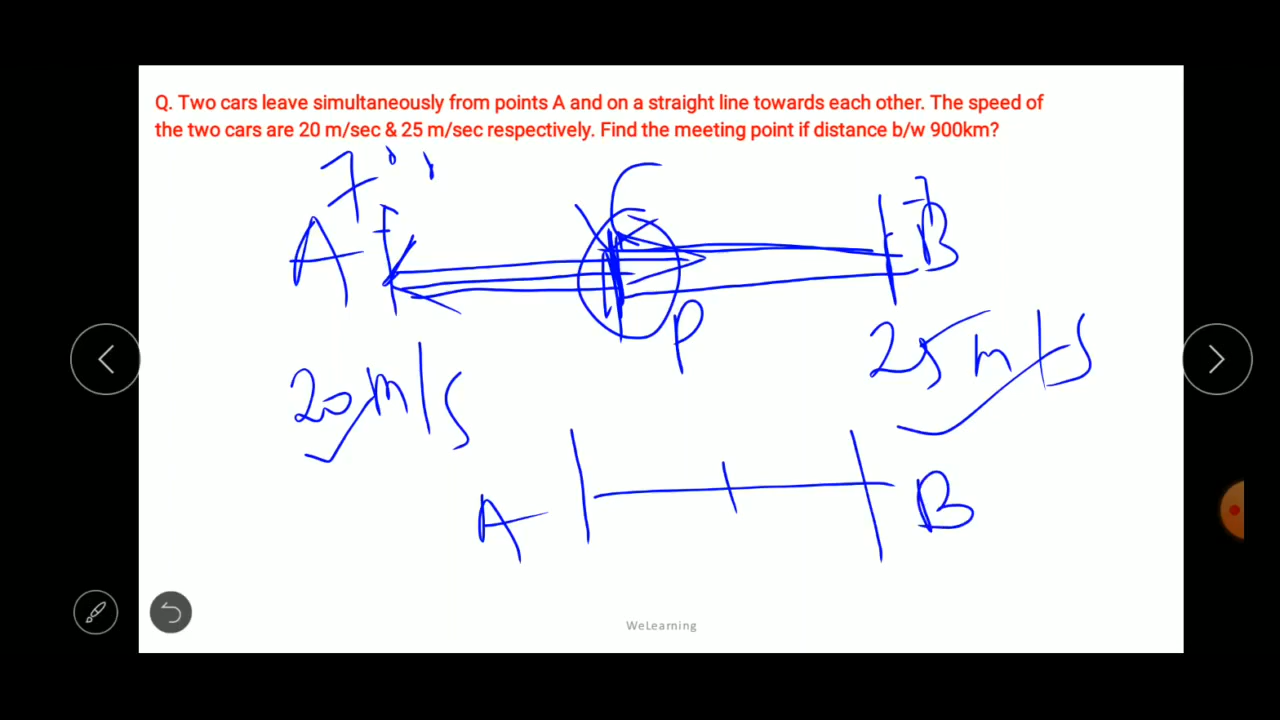 Q. Two cars leave simultaneously from points A and on a straight line towards each other. The speed of
the two cars are 20 m/sec & 25 m/sec respectively. Find the meeting point if distance b/w 900km?
7
A
B
P
20 m/s
25 m/s
A
B
WeLearning